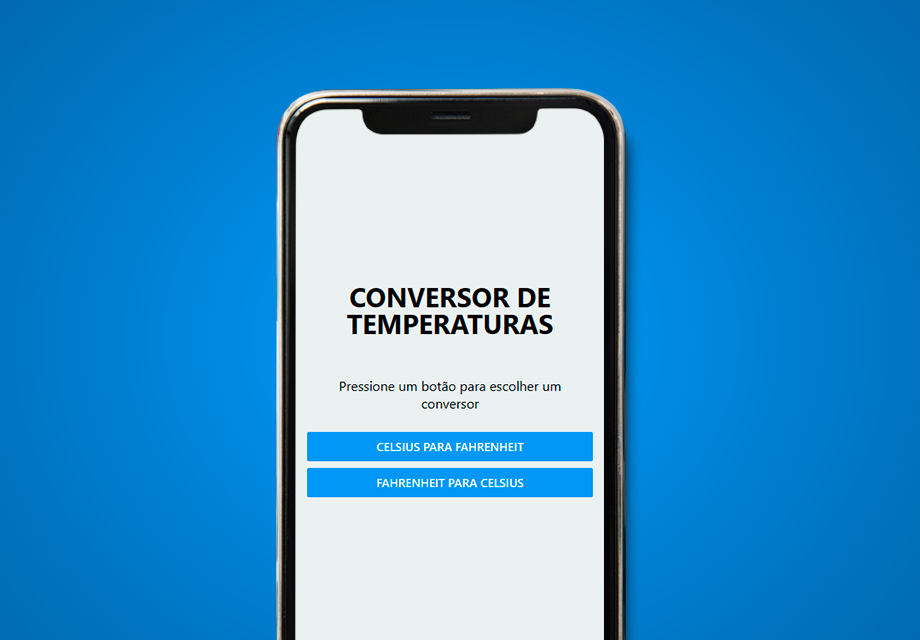 CONVERSOR DE
TEMPERATURAS
Pressione um botão para escolher um
conversor
CELSIUS PARA FAHRENHEIT
FAHRENHEIT PARA CELSIUS